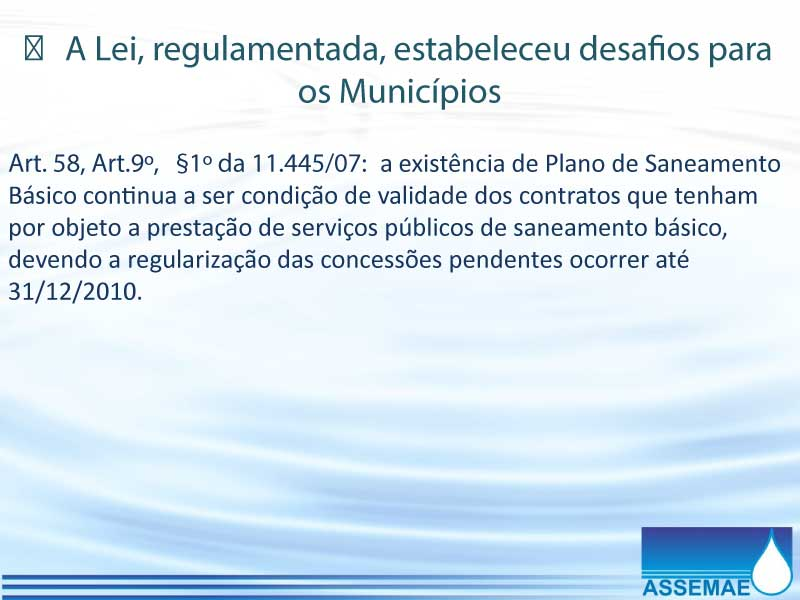 A Lei, regulamentada, estabeleceu desafios para
os Municípios
Art. 58, Art.9º, §1º da 11.445/07: a existência de Plano de Saneamento
Básico continua a ser condição de validade dos contratos que tenham
por objeto a prestação de serviços públicos de saneamento básico,
devendo a regularização das concessões pendentes ocorrer até
31/12/2010.
ASSEMAE